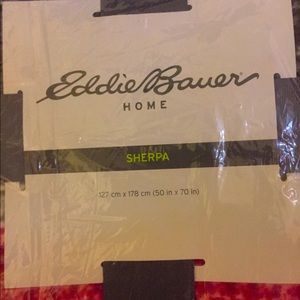 Eddie Bauer®
HOME
SHERPA
127 cm x 178 cm (50 in x 70 in)